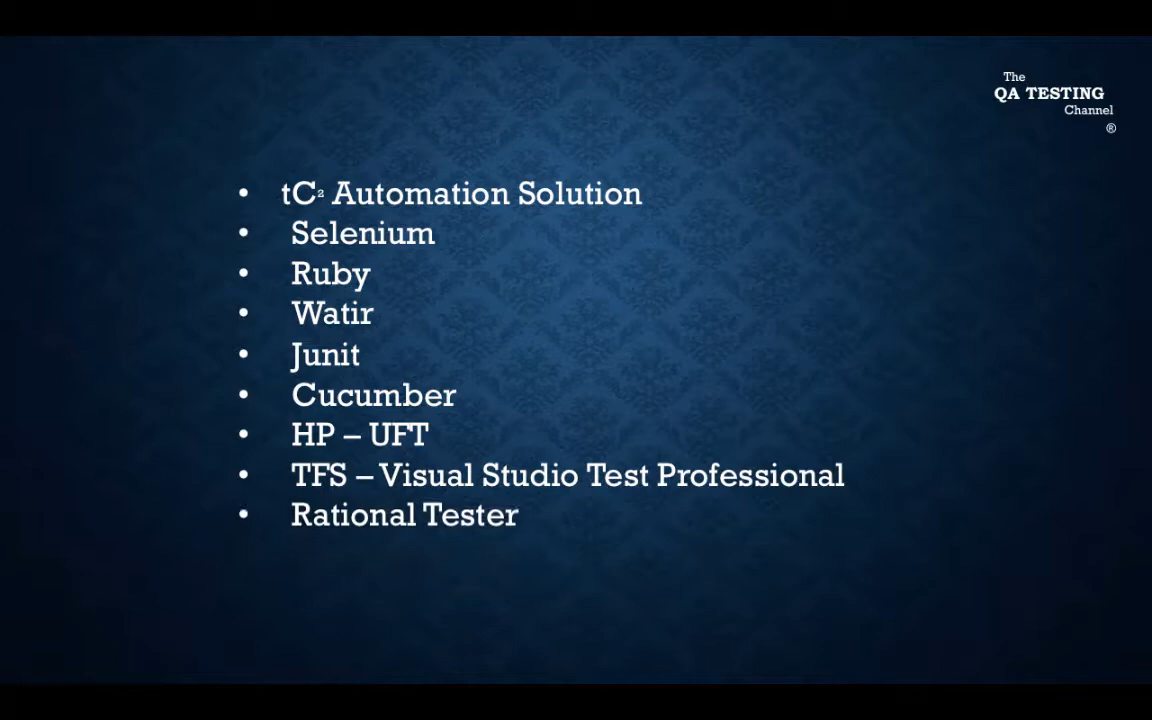 The
QA TESTING
Channel
®
• tC² Automation Solution
• Selenium
• Ruby
• Watir
• Junit
• Cucumber
• HP – UFT
• TFS – Visual Studio Test Professional
• Rational Tester